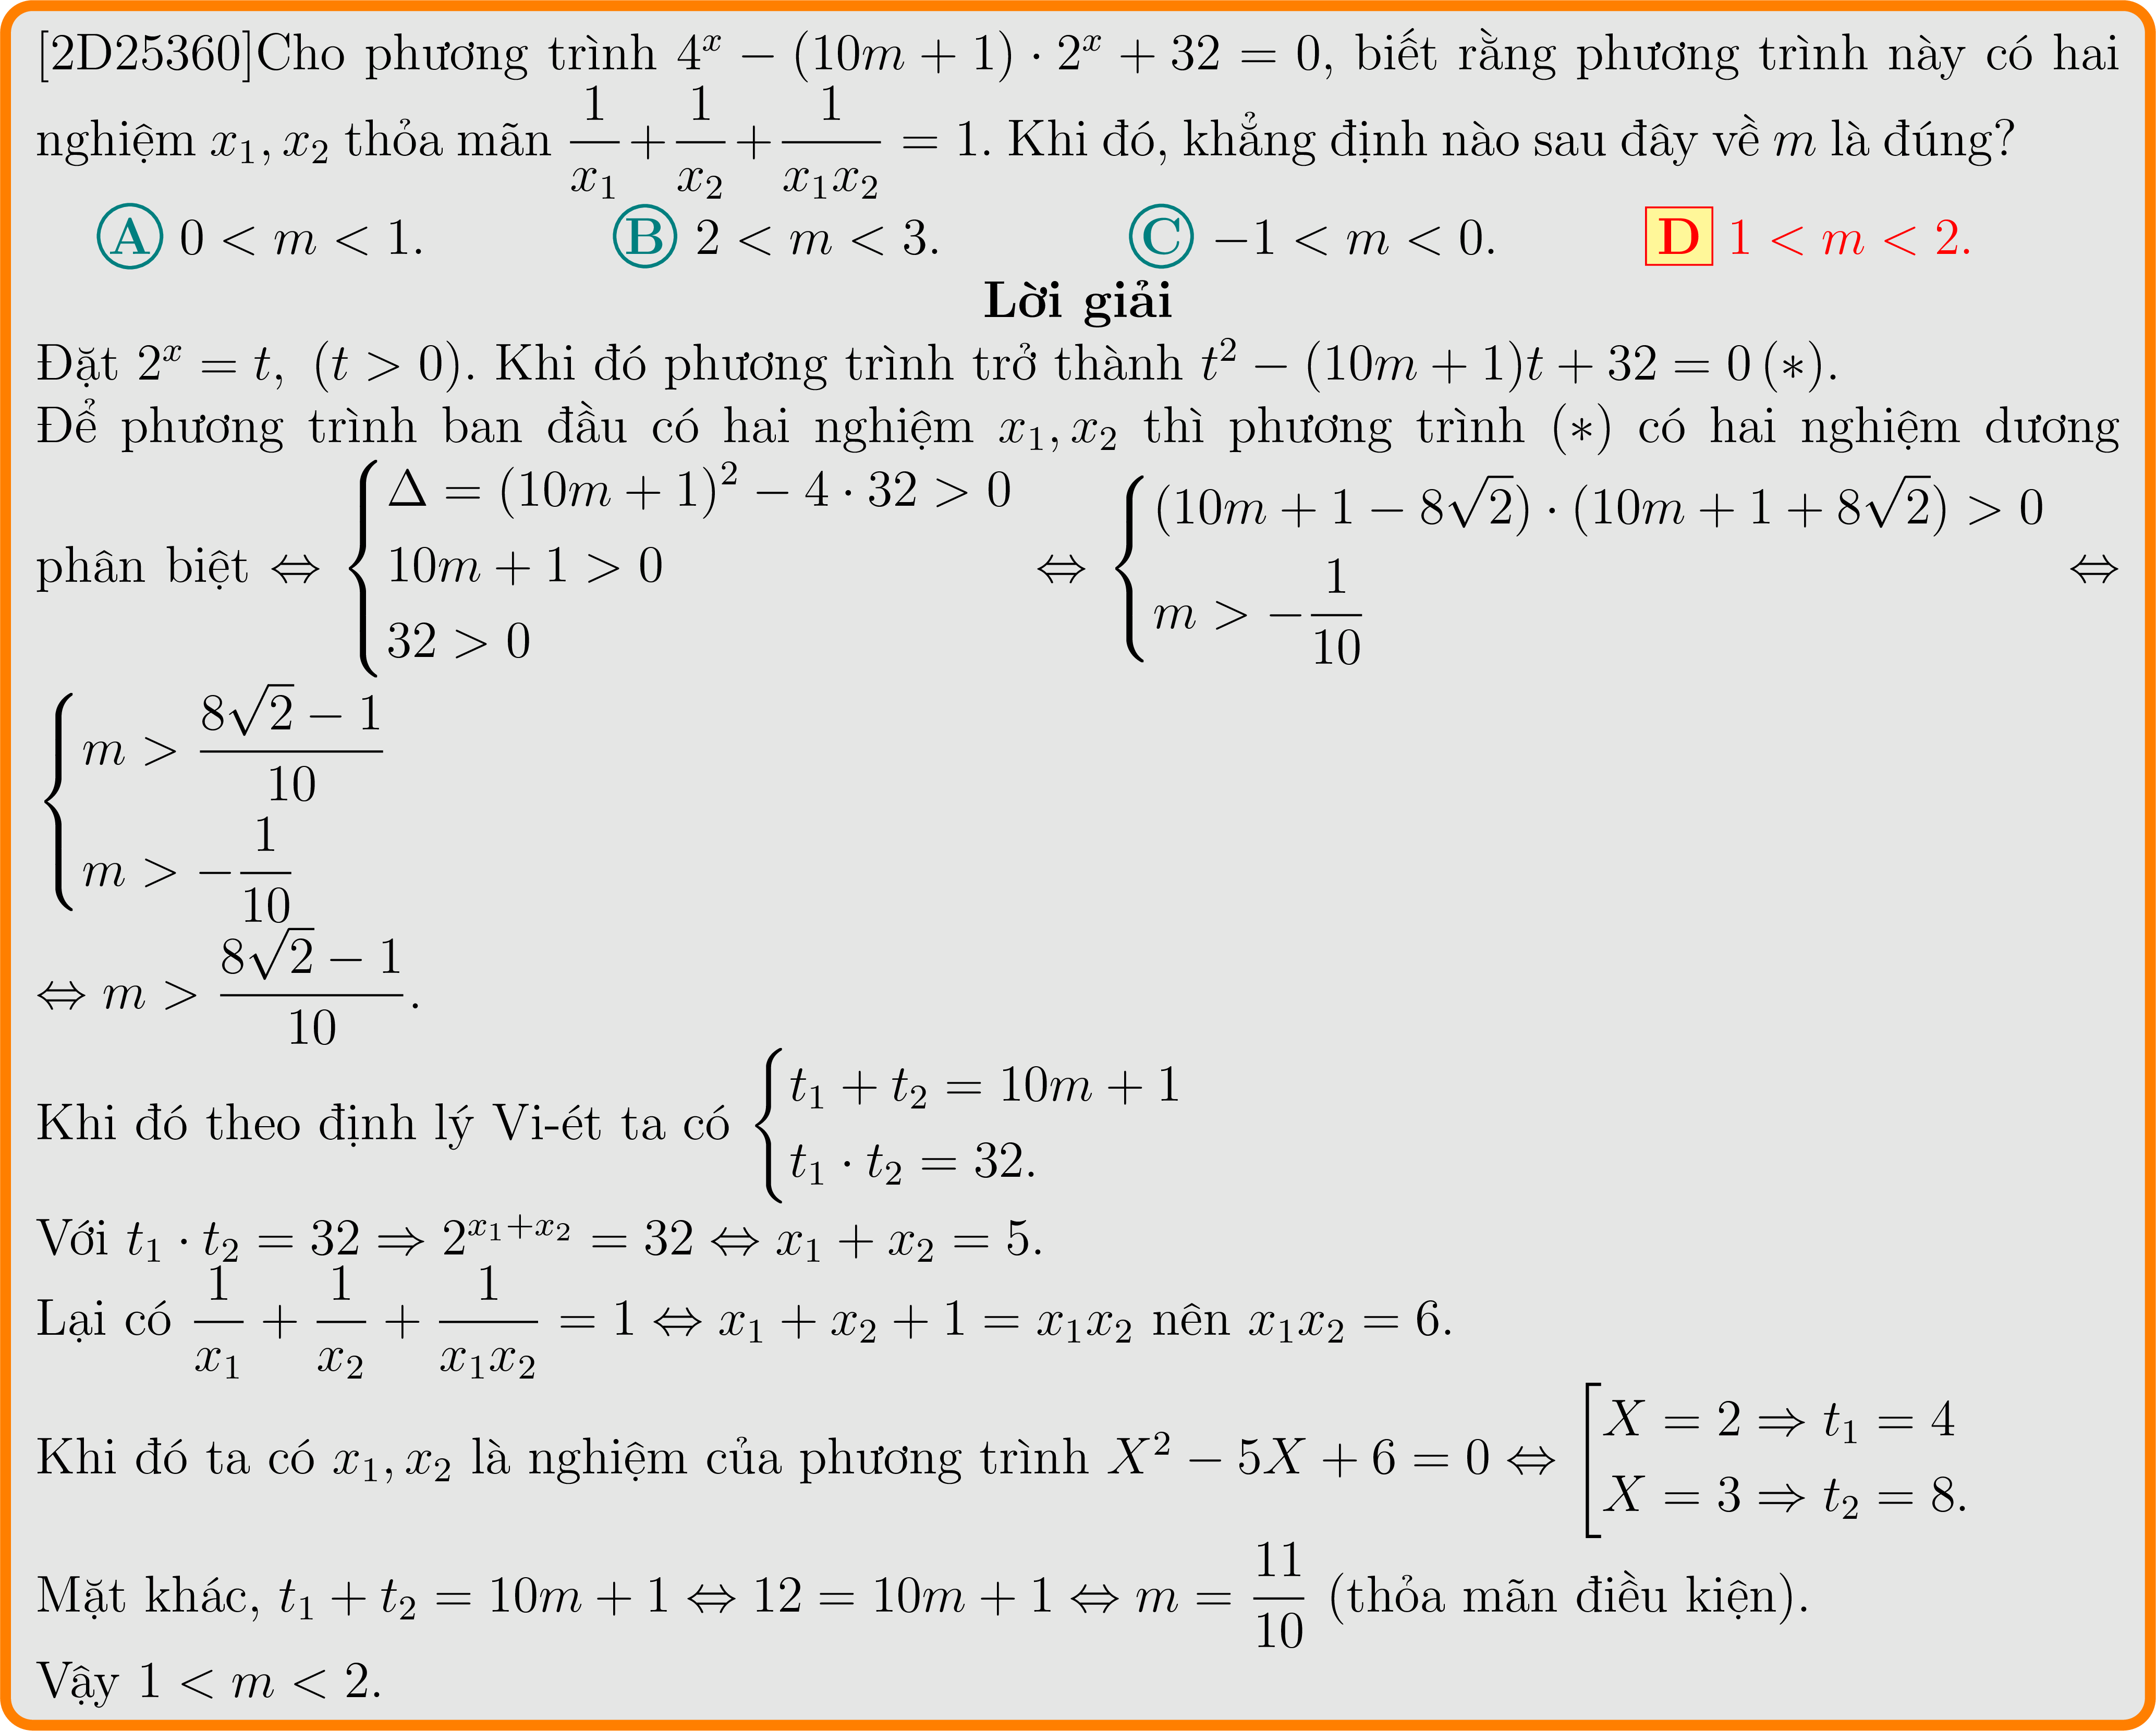 [2D25360]Cho phương trình $4^x - (10m + 1) \cdot 2^x + 32 = 0$, biết rằng phương trình này có hai
nghiệm $x_1, x_2$ thỏa mãn $\dfrac{1}{x_1} + \dfrac{1}{x_2} + \dfrac{1}{x_1x_2} = 1$. Khi đó, khẳng định nào sau đây về $m$ là đúng?
A $0 < m < 1$. B $2 < m < 3$. C $-1 < m < 0$. D $1 < m < 2$.
Lời giải
Đặt $2^x = t,\ (t > 0)$. Khi đó phương trình trở thành $t^2 - (10m + 1)t + 32 = 0\,(*)$.
Để phương trình ban đầu có hai nghiệm $x_1, x_2$ thì phương trình $(*)$ có hai nghiệm dương
phân biệt $\Leftrightarrow \begin{cases} \Delta = (10m + 1)^2 - 4 \cdot 32 > 0 \\ 10m + 1 > 0 \\ 32 > 0 \end{cases} \Leftrightarrow \begin{cases} (10m + 1 - 8\sqrt{2}) \cdot (10m + 1 + 8\sqrt{2}) > 0 \\ m > -\dfrac{1}{10} \end{cases} \Leftrightarrow$
$\begin{cases} m > \dfrac{8\sqrt{2} - 1}{10} \\ m > -\dfrac{1}{10} \end{cases}$
$\Leftrightarrow m > \dfrac{8\sqrt{2} - 1}{10}$.
Khi đó theo định lý Vi-ét ta có $\begin{cases} t_1 + t_2 = 10m + 1 \\ t_1 \cdot t_2 = 32. \end{cases}$
Với $t_1 \cdot t_2 = 32 \Rightarrow 2^{x_1+x_2} = 32 \Leftrightarrow x_1 + x_2 = 5$.
Lại có $\dfrac{1}{x_1} + \dfrac{1}{x_2} + \dfrac{1}{x_1x_2} = 1 \Leftrightarrow x_1 + x_2 + 1 = x_1x_2$ nên $x_1x_2 = 6$.
Khi đó ta có $x_1, x_2$ là nghiệm của phương trình $X^2 - 5X + 6 = 0 \Leftrightarrow \left[\begin{array}{l} X = 2 \Rightarrow t_1 = 4 \\ X = 3 \Rightarrow t_2 = 8. \end{array}\right.$
Mặt khác, $t_1 + t_2 = 10m + 1 \Leftrightarrow 12 = 10m + 1 \Leftrightarrow m = \dfrac{11}{10}$ (thỏa mãn điều kiện).
Vậy $1 < m < 2$.